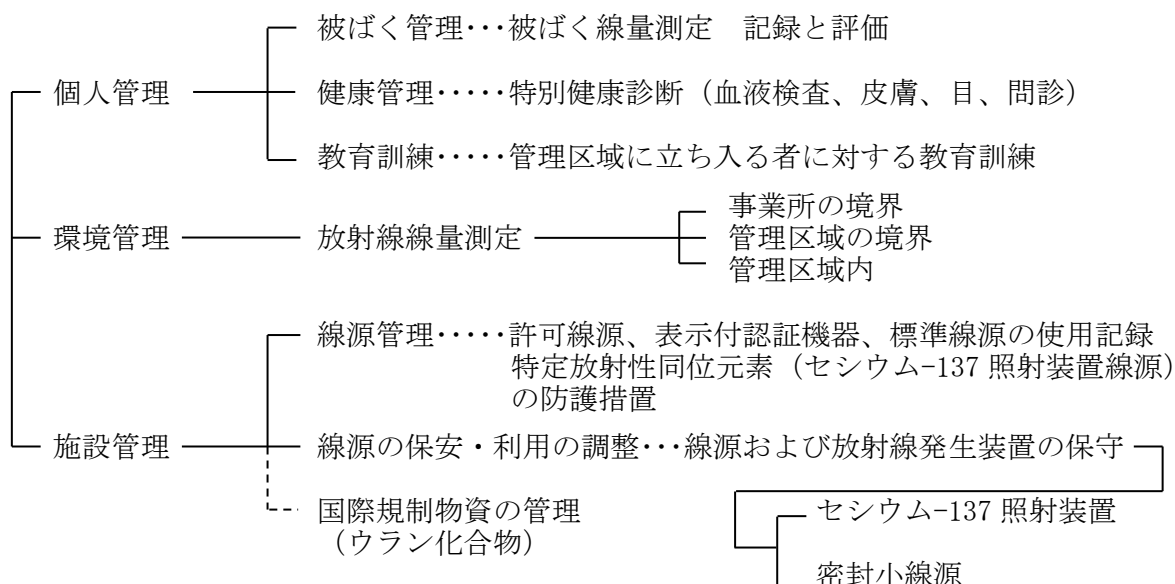 被ばく管理･･･被ばく線量測定　記録と評価
個人管理
健康管理･････特別健康診断（血液検査、皮膚、目、問診）
教育訓練･････管理区域に立ち入る者に対する教育訓練
事業所の境界
環境管理
放射線線量測定
管理区域の境界
管理区域内
線源管理･････許可線源、表示付認証機器、標準線源の使用記録
特定放射性同位元素（セシウム-137 照射装置線源）
の防護措置
施設管理
線源の保安・利用の調整･･･線源および放射線発生装置の保守
国際規制物資の管理
（ウラン化合物）
セシウム-137 照射装置
密封小線源